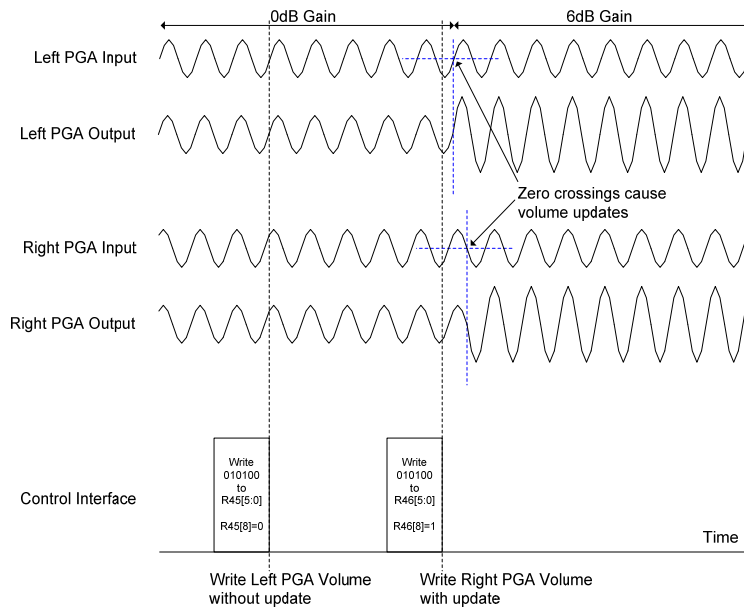 0dB Gain
6dB Gain
Left PGA Input
Left PGA Output
Zero crossings cause
volume updates
Right PGA Input
Right PGA Output
Control Interface
Write
010100
to
R45[5:0]
R45[8]=0
Write
010100
to
R46[5:0]
R46[8]=1
Time
Write Left PGA Volume
without update
Write Right PGA Volume
with update